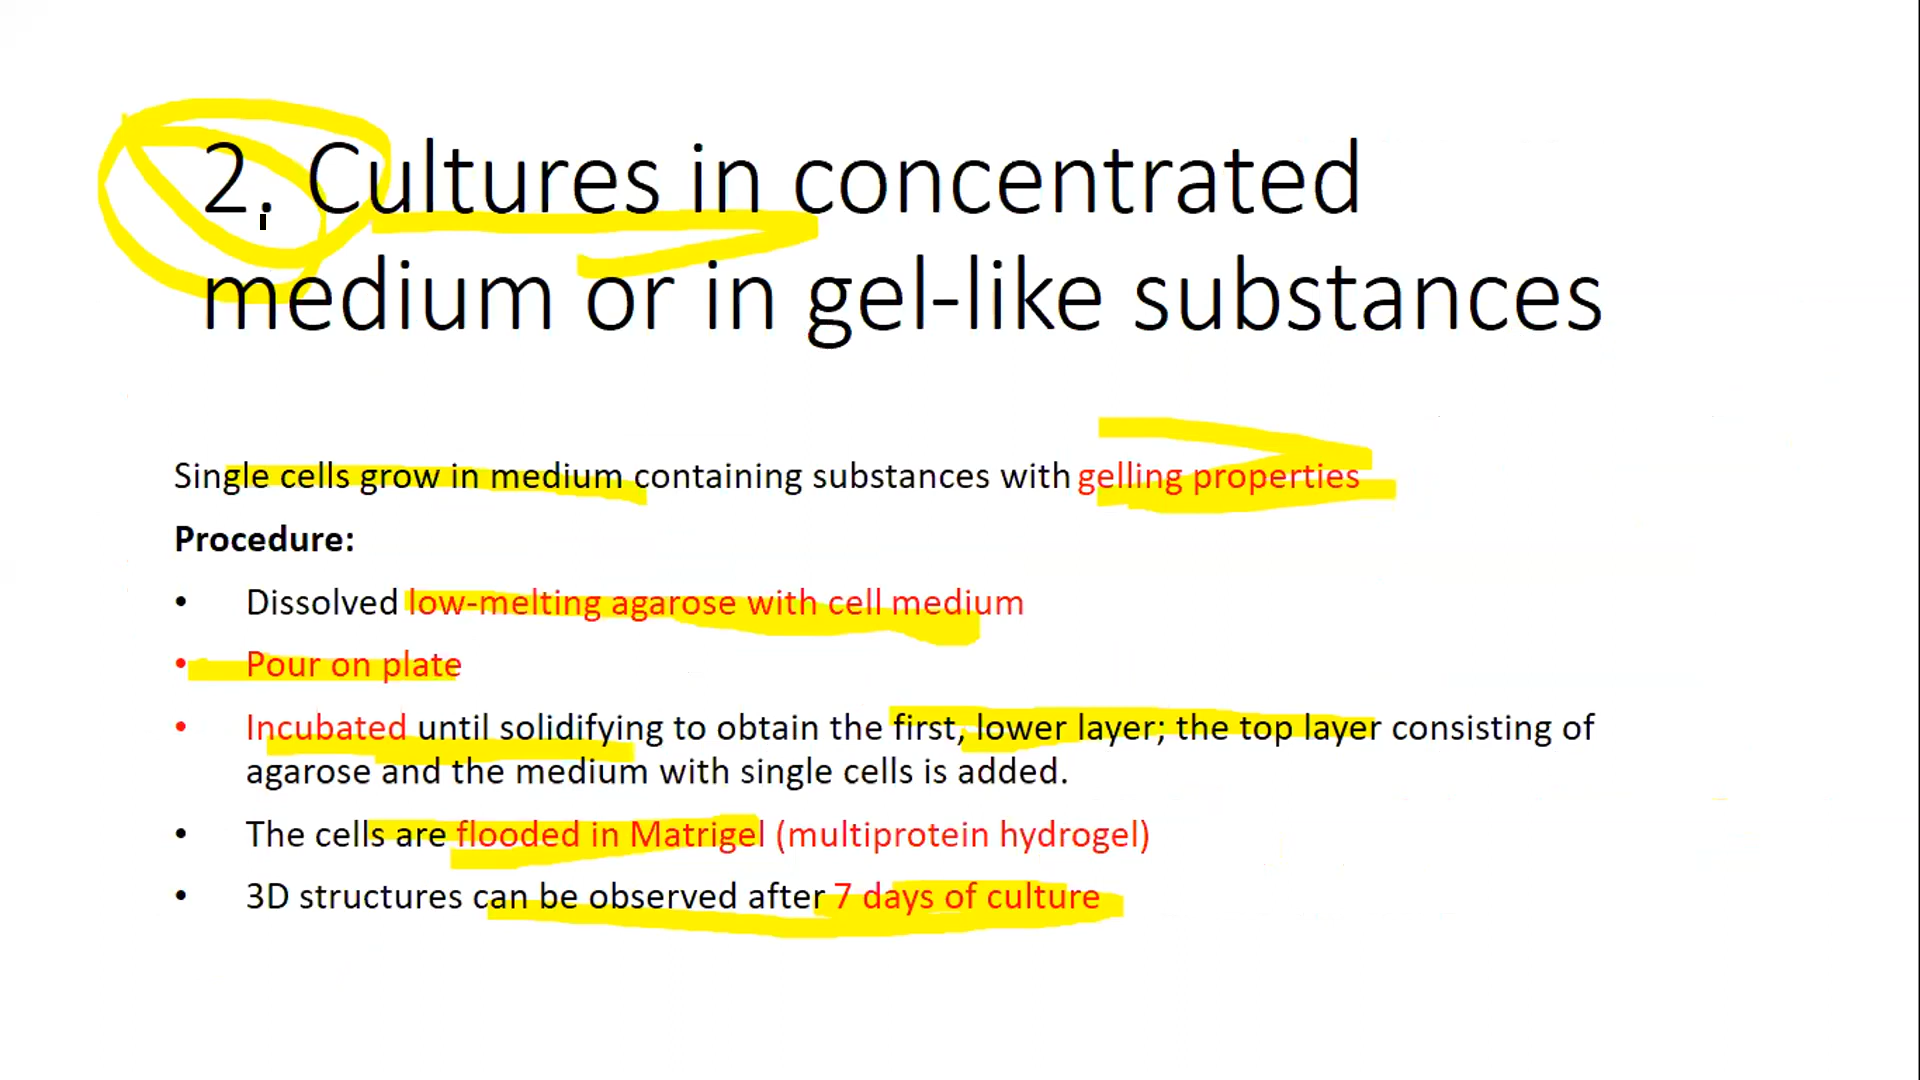 2. Cultures in concentrated
medium or in gel-like substances
Single cells grow in medium containing substances with gelling properties
Procedure:
• Dissolved low-melting agarose with cell medium
• Pour on plate
• Incubated until solidifying to obtain the first, lower layer; the top layer consisting of
agarose and the medium with single cells is added.
• The cells are flooded in Matrigel (multiprotein hydrogel)
• 3D structures can be observed after 7 days of culture